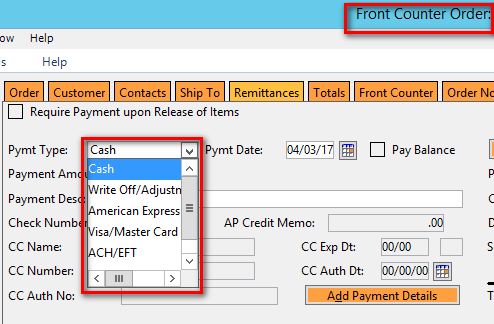 Front Counter Order:
ow Help
s Help
Order Customer Contacts Ship To Remittances Totals Front Counter Order No
Require Payment upon Release of Items
Pymt Type: Cash Pymt Date: 04/03/17 Pay Balance
Cash
Payment Amou
Write Off/Adjustn
Payment Desc
American Express
Check Number AP Credit Memo: .00
Visa/Master Card
CC Name: CC Exp Dt: 00/00
ACH/EFT
CC Number: CC Auth Dt: 00/00/00
CC Auth No: Add Payment Details